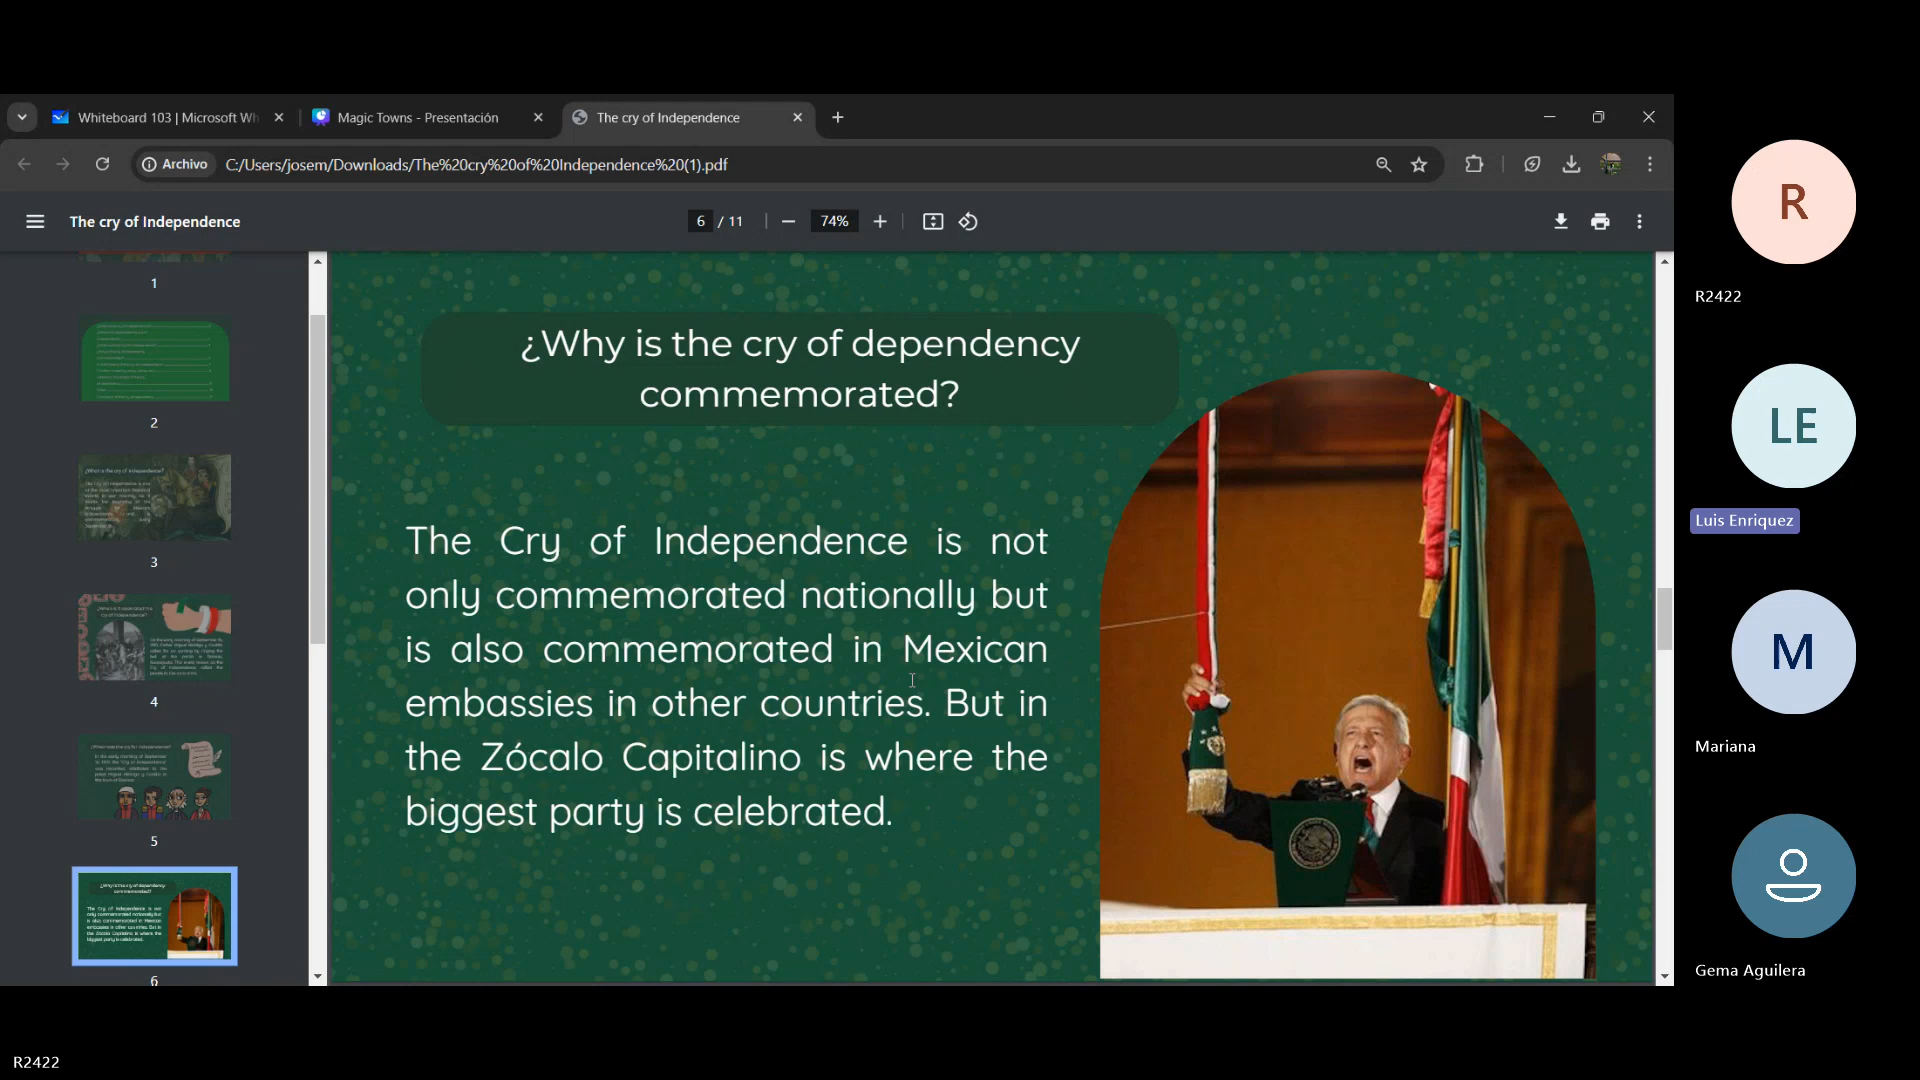 Whiteboard 103 | Microsoft Wh
Magic Towns - Presentación
The cry of Independence
Archivo
C:/Users/josem/Downloads/The%20cry%20of%20Independence%20(1).pdf
The cry of Independence
6 / 11
74%
1
2
3
4
5
6
¿Why is the cry of dependency
commemorated?
The Cry of Independence is not
only commemorated nationally but
is also commemorated in Mexican
embassies in other countries. But in
the Zócalo Capitalino is where the
biggest party is celebrated.
R
R2422
LE
Luis Enriquez
M
Mariana
Gema Aguilera
R2422